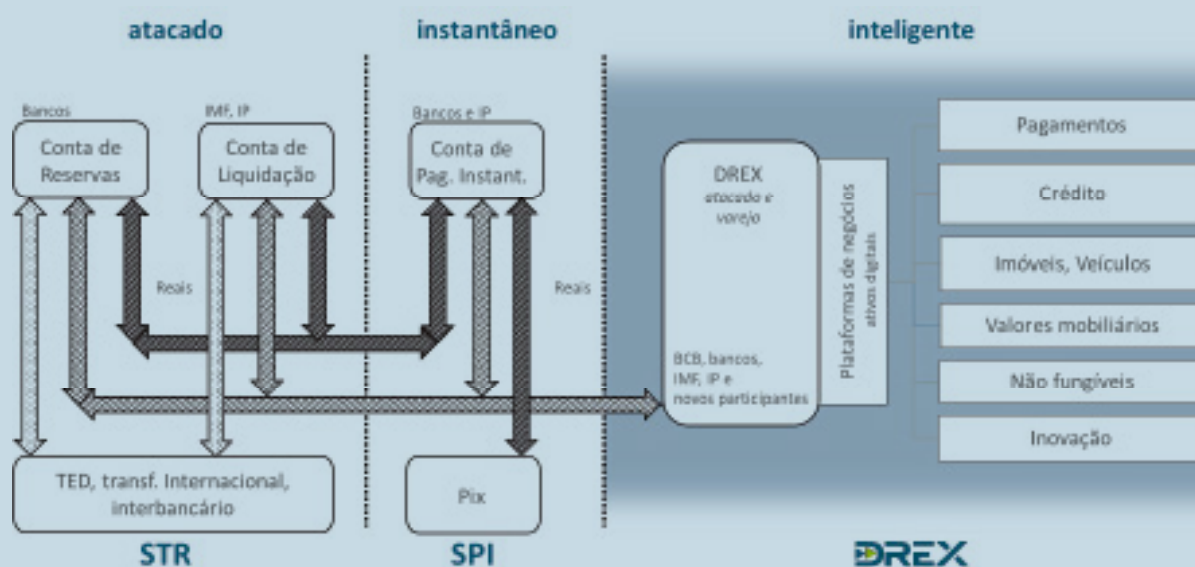 atacado
instantâneo
inteligente
Bancos
Conta de
Reservas
IMF, IP
Conta de
Liquidação
Bancos e IP
Conta de
Pag. Instant.
Reais
Reais
TED, transf. Internacional,
interbancário
Pix
STR
SPI
DREX
atacado e
varejo
BCB, bancos,
IMF, IP e
novos participantes
Plataformas de negócios
ativos digitais
Pagamentos
Crédito
Imóveis, Veículos
Valores mobiliários
Não fungíveis
Inovação
DREX